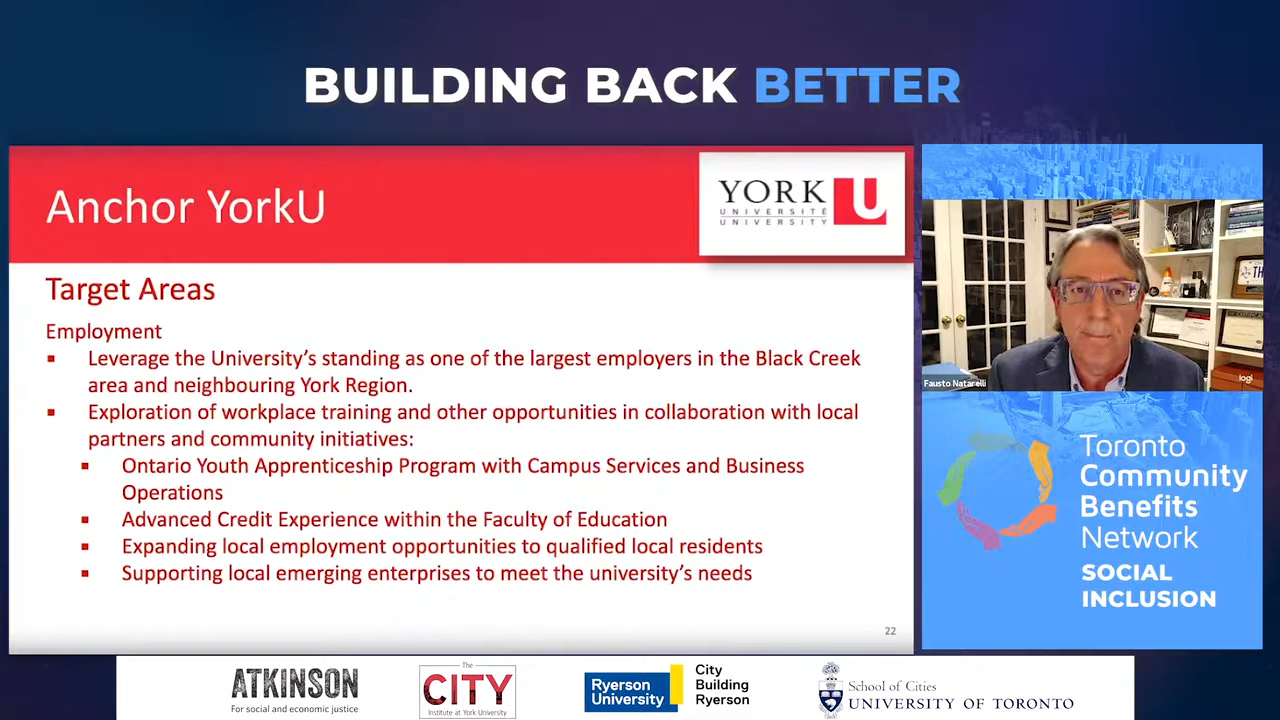 BUILDING BACK BETTER
Anchor YorkU
YORK U
UNIVERSITÉ
UNIVERSITY
Target Areas
Employment
▪ Leverage the University's standing as one of the largest employers in the Black Creek
area and neighbouring York Region.
▪ Exploration of workplace training and other opportunities in collaboration with local
partners and community initiatives:
▪ Ontario Youth Apprenticeship Program with Campus Services and Business
Operations
▪ Advanced Credit Experience within the Faculty of Education
▪ Expanding local employment opportunities to qualified local residents
▪ Supporting local emerging enterprises to meet the university's needs
22
Fausto Natarelli
logi
Toronto
Community
Benefits
Network
SOCIAL
INCLUSION
ATKINSON
For social and economic justice
The
CITY
Institute at York University
Ryerson
University
City
Building
Ryerson
School of Cities
UNIVERSITY OF TORONTO